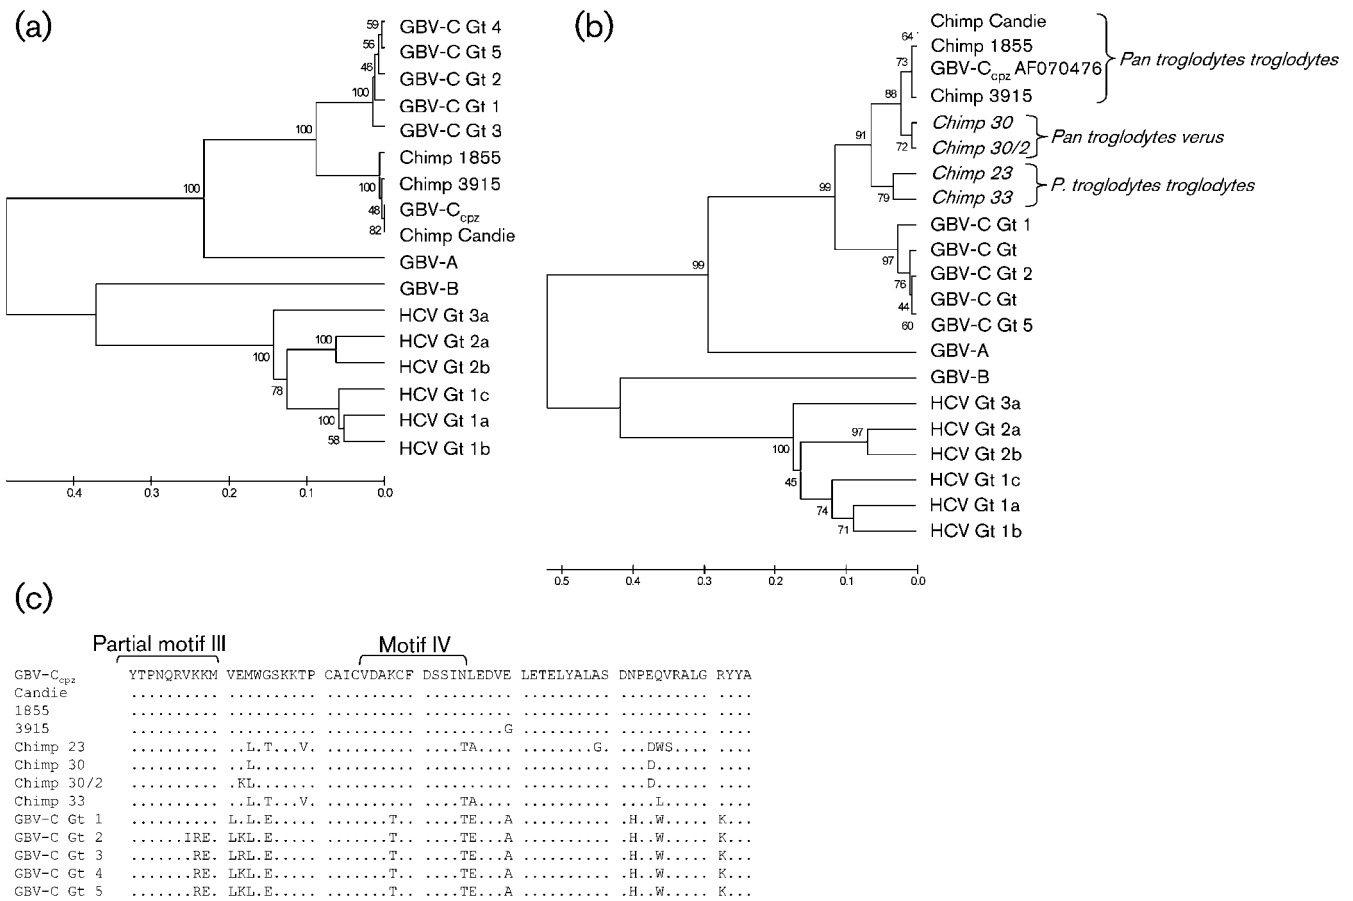 (a)
59
GBV-C Gt 4
56
GBV-C Gt 5
46
GBV-C Gt 2
100
GBV-C Gt 1
100
GBV-C Gt 3
Chimp 1855
100
100
Chimp 3915
48
GBV-Ccpz
82
Chimp Candie
GBV-A
GBV-B
HCV Gt 3a
100
HCV Gt 2a
100
HCV Gt 2b
78
HCV Gt 1c
100
HCV Gt 1a
58
HCV Gt 1b
0.4 0.3 0.2 0.1 0.0
(b)
Chimp Candie
64
Chimp 1855
Pan troglodytes troglodytes
73
GBV-Ccpz AF070476
88
Chimp 3915
Chimp 30
91
Pan troglodytes verus
72
Chimp 30/2
Chimp 23
99
P. troglodytes troglodytes
79
Chimp 33
GBV-C Gt 1
GBV-C Gt
97
99
GBV-C Gt 2
76
GBV-C Gt
44
60
GBV-C Gt 5
GBV-A
GBV-B
HCV Gt 3a
97
HCV Gt 2a
100
HCV Gt 2b
45
HCV Gt 1c
74
HCV Gt 1a
71
HCV Gt 1b
0.5 0.4 0.3 0.2 0.1 0.0
(c)
Partial motif III Motif IV
GBV-Ccpz YTPNQRVKKM VEMWGSKKTP CAICVDAKCF DSSINLEDVE LETELYALAS DNPEQVRALG RYYA
Candie .......... .......... .......... .......... .......... .......... ....
1855 .......... .......... .......... .......... .......... .......... ....
3915 .......... .......... .......... .........G .......... .......... ....
Chimp 23 .......... ..L.T...V. .......... ....TA.... ........G. ...DWS.... ....
Chimp 30 .......... ..L....... .......... .......... .......... ...D...... ....
Chimp 30/2 .......... .KL....... .......... .......... .......... ...D...... ....
Chimp 33 .......... ..L.T...V. .......... ....TA.... .......... ....L..... ....
GBV-C Gt 1 .......... L.L.E..... .......T.. ....TE...A .......... .H..W..... K...
GBV-C Gt 2 ......IRE. LKL.E..... .......T.. ....TE...A .......... .H..W..... K...
GBV-C Gt 3 .......RE. LRL.E..... .......T.. ....TE...A .......... .H..W..... K...
GBV-C Gt 4 .......RE. LKL.E..... .......T.. ....TE...A .......... .H..W..... K...
GBV-C Gt 5 .......RE. LKL.E..... .......T.. ....TE...A .......... .H..W..... K...